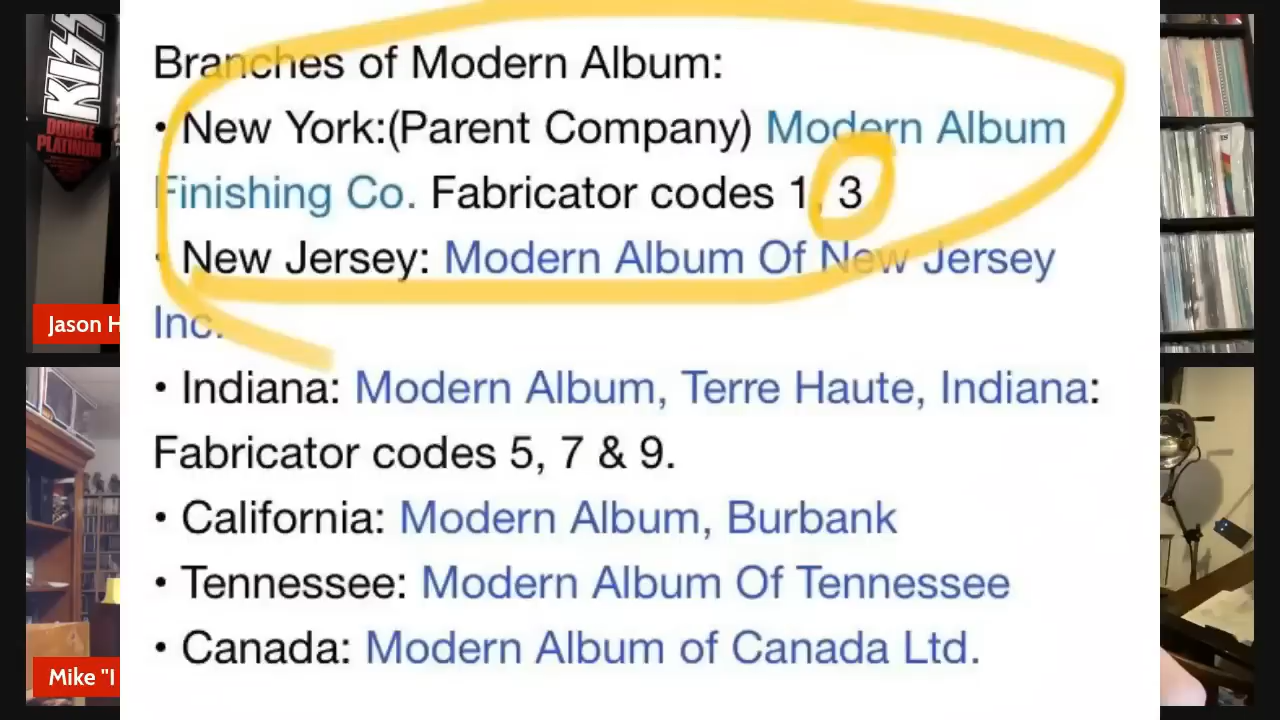 Branches of Modern Album:
• New York:(Parent Company) Modern Album
Finishing Co. Fabricator codes 1, 3
• New Jersey: Modern Album Of New Jersey
Inc.
• Indiana: Modern Album, Terre Haute, Indiana:
Fabricator codes 5, 7 & 9.
• California: Modern Album, Burbank
• Tennessee: Modern Album Of Tennessee
• Canada: Modern Album of Canada Ltd.
KISS
DOUBLE
PLATINUM
Jason H
Mike "I